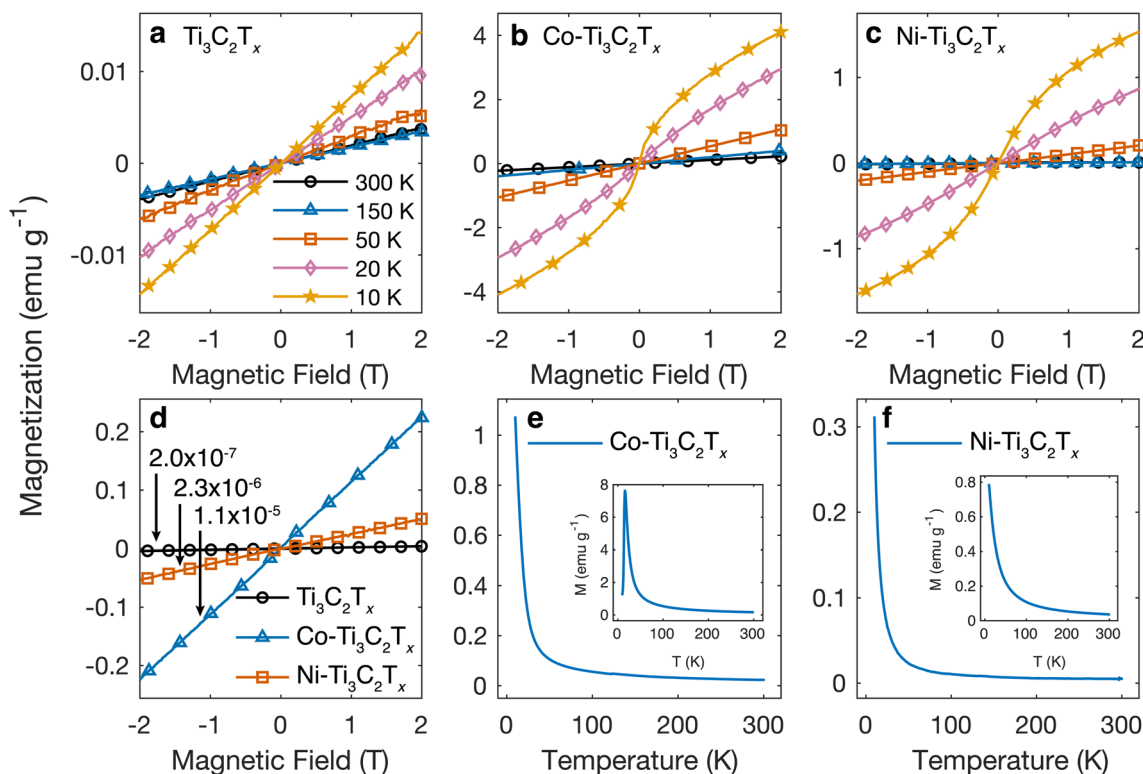 a Ti₃C₂Tₓ
0.01
0
-0.01
300 K
150 K
50 K
20 K
10 K
-2 -1 0 1 2
Magnetic Field (T)
b Co-Ti₃C₂Tₓ
4
2
0
-2
-4
-2 -1 0 1 2
Magnetic Field (T)
c Ni-Ti₃C₂Tₓ
1
0
-1
-2 -1 0 1 2
Magnetic Field (T)
Magnetization (emu g⁻¹)
d
0.2
0.1
0
-0.1
-0.2
2.0x10⁻⁷
2.3x10⁻⁶
1.1x10⁻⁵
Ti₃C₂Tₓ
Co-Ti₃C₂Tₓ
Ni-Ti₃C₂Tₓ
-2 -1 0 1 2
Magnetic Field (T)
e Co-Ti₃C₂Tₓ
1
0.8
0.6
0.4
0.2
0
M (emu g⁻¹)
8
6
4
2
0
0 100 200 300
T (K)
0 100 200 300
Temperature (K)
f Ni-Ti₃C₂Tₓ
0.3
0.2
0.1
0
M (emu g⁻¹)
0.8
0.6
0.4
0.2
0
0 100 200 300
T (K)
0 100 200 300
Temperature (K)